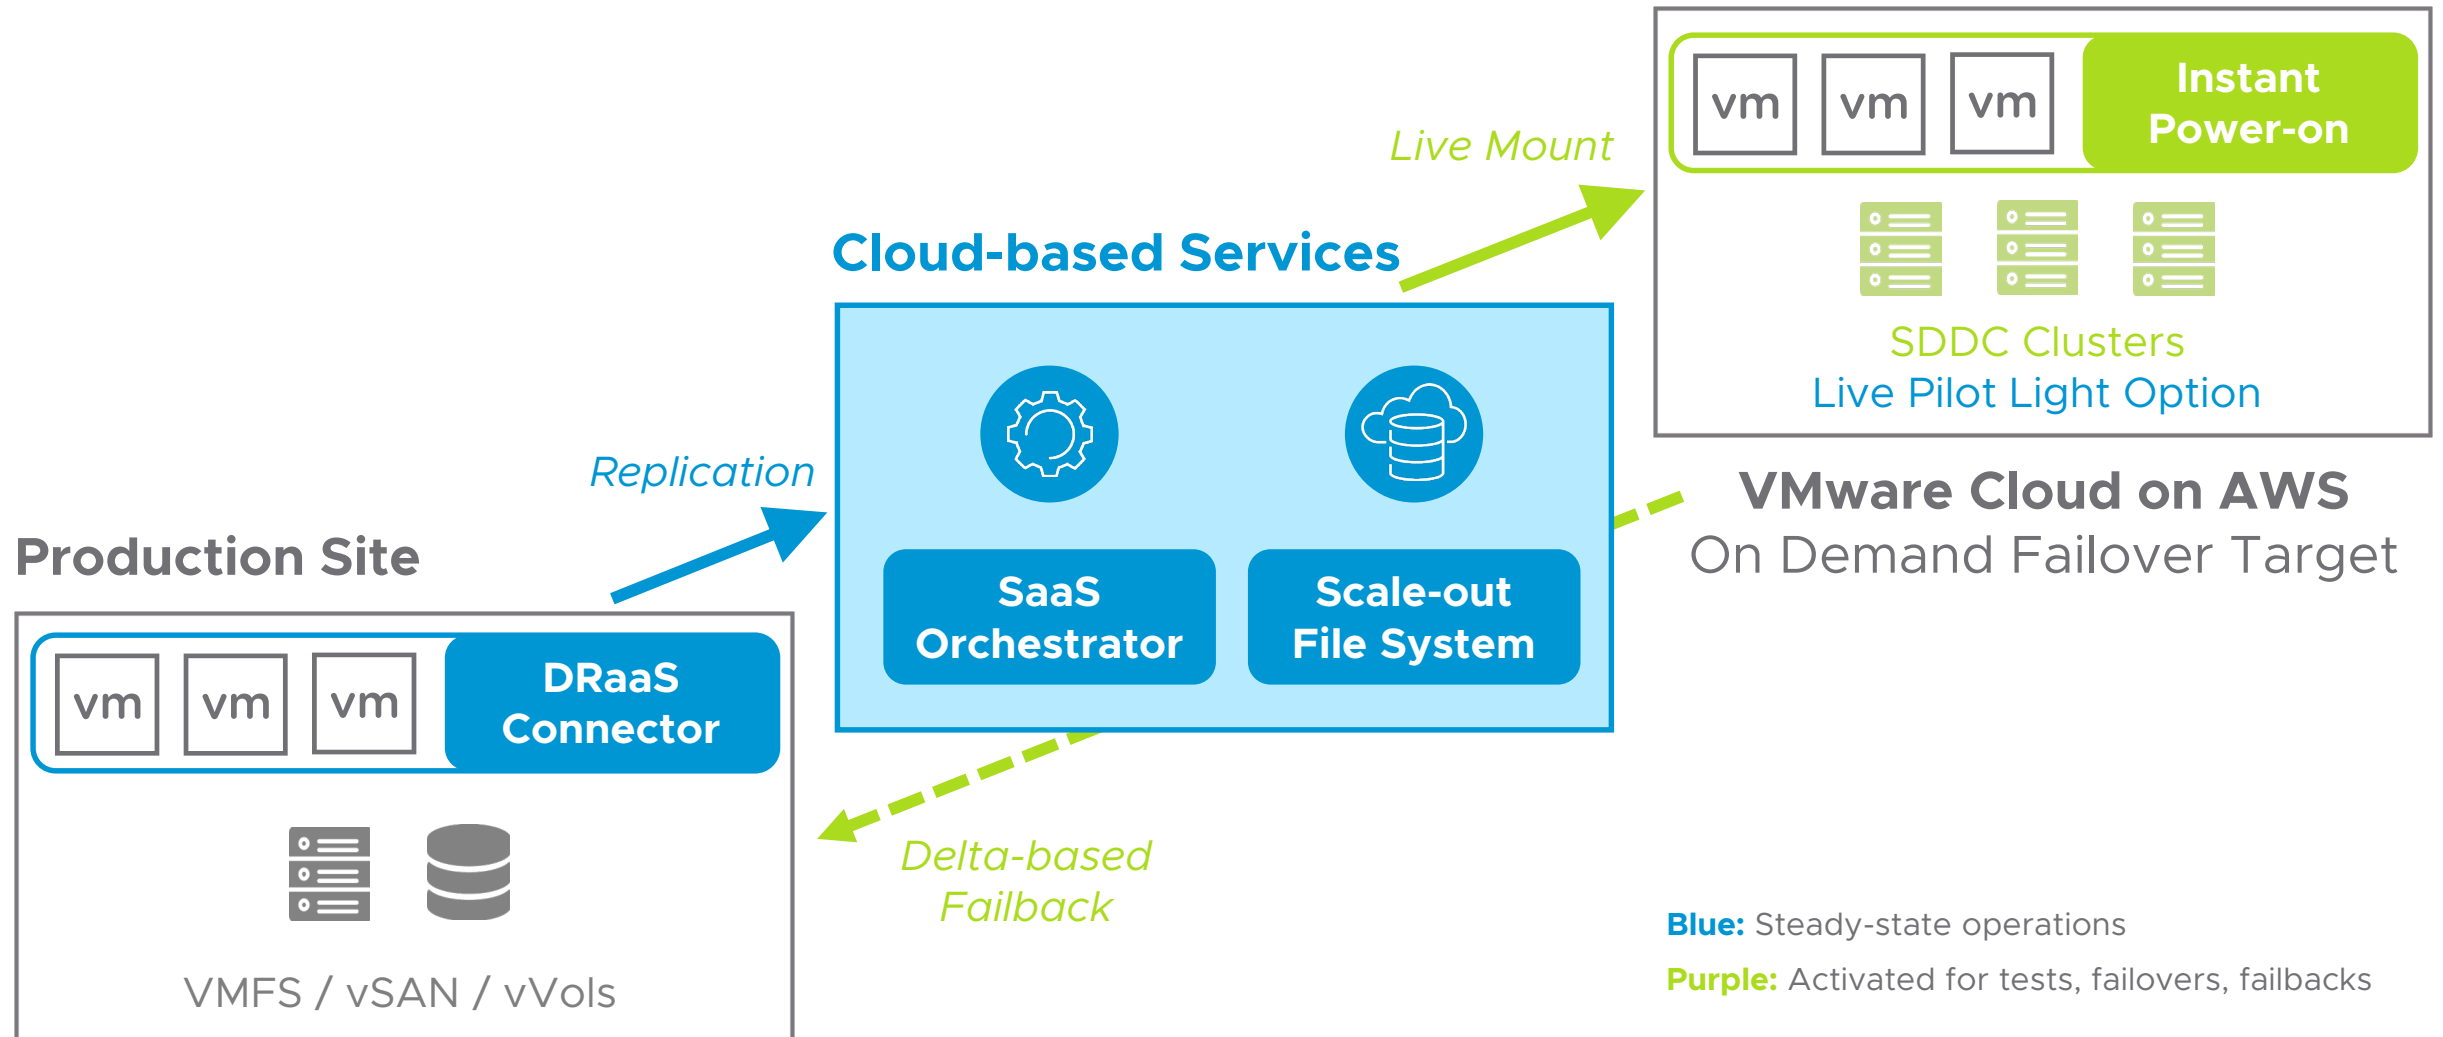 vm vm vm
Instant
Power-on
Live Mount
SDDC Clusters
Live Pilot Light Option
VMware Cloud on AWS
On Demand Failover Target
Cloud-based Services
SaaS
Orchestrator
Scale-out
File System
Replication
Production Site
vm vm vm
DRaaS
Connector
VMFS / vSAN / vVols
Delta-based
Failback
Blue: Steady-state operations
Purple: Activated for tests, failovers, failbacks